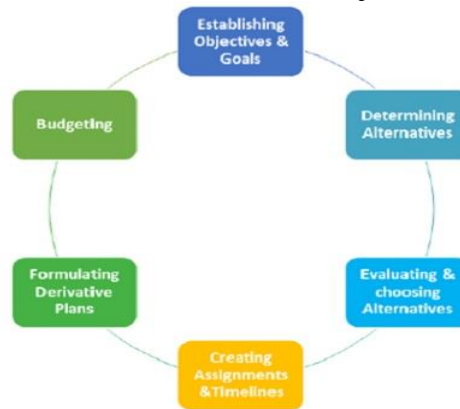 Establishing
Objectives &
Goals
Determining
Alternatives
Evaluating &
choosing
Alternatives
Creating
Assignments
&Timelines
Formulating
Derivative
Plans
Budgeting